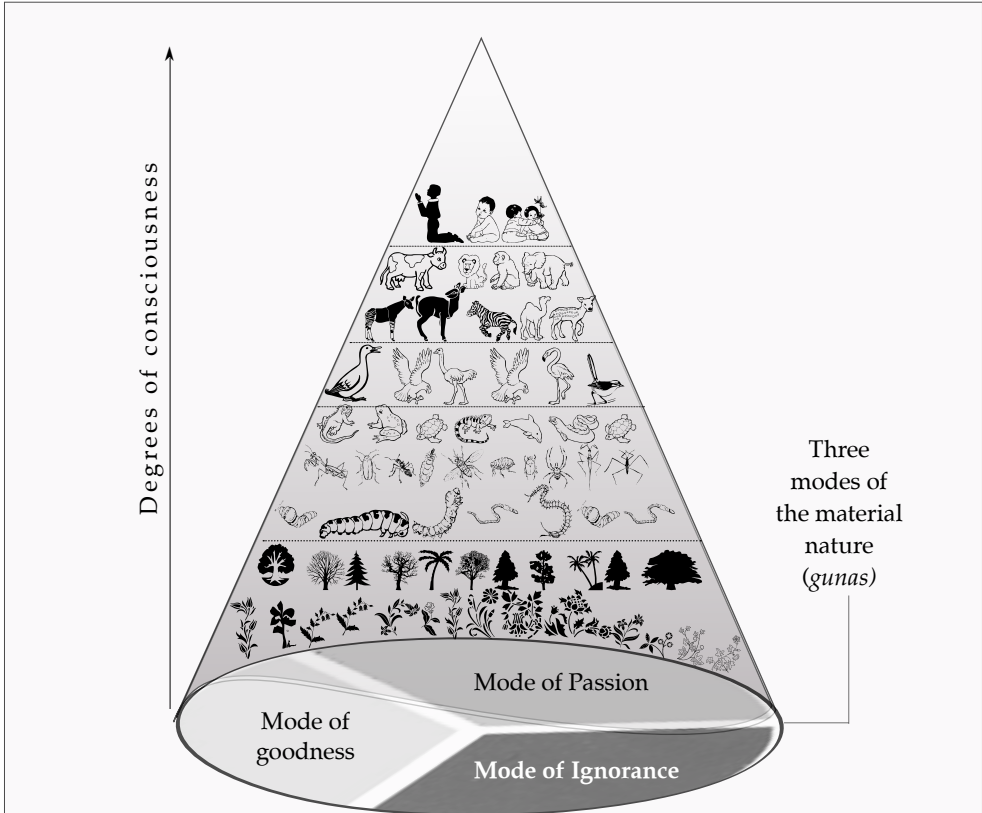 Degrees of consciousness
Three
modes of
the material
nature
(gunas)
Mode of Passion
Mode of
goodness
Mode of Ignorance